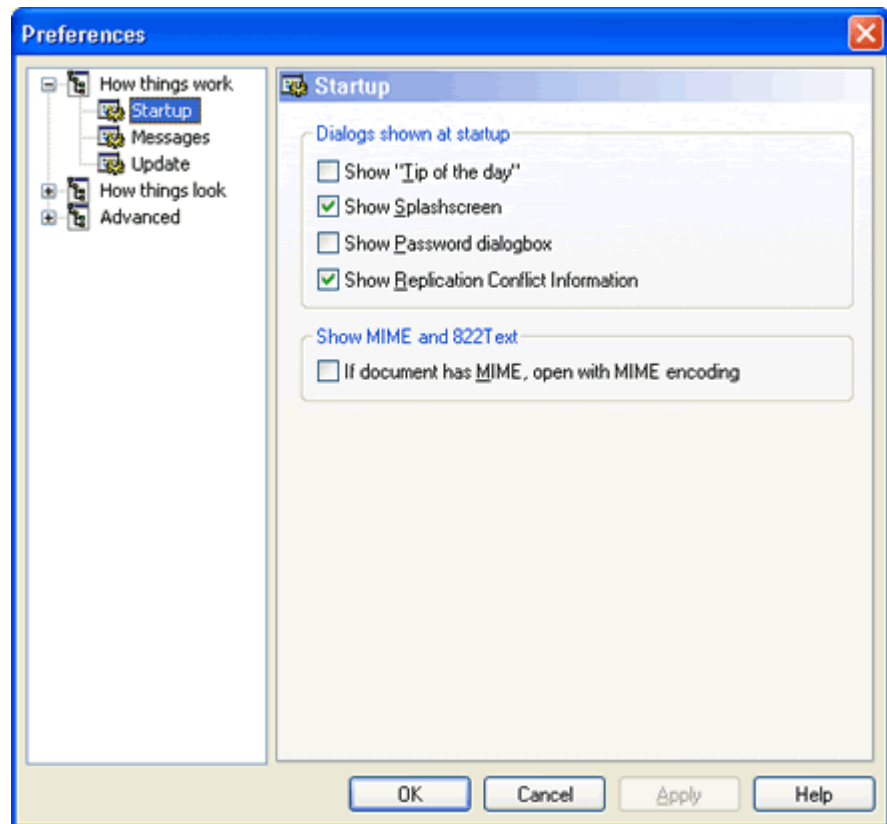 Preferences
How things work
Startup
Messages
Update
How things look
Advanced
Startup
Dialogs shown at startup
Show "Tip of the day"
Show Splashscreen
Show Password dialogbox
Show Replication Conflict Information
Show MIME and 822Text
If document has MIME, open with MIME encoding
OK Cancel Apply Help